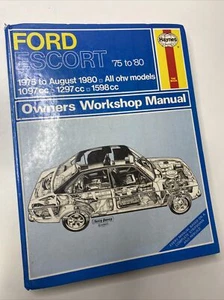 FORD
Haynes
ESCORT '75 to '80
1975 to August 1980 □ All ohv models
1097 cc □ 1297 cc □ 1598 cc
Owners Workshop Manual